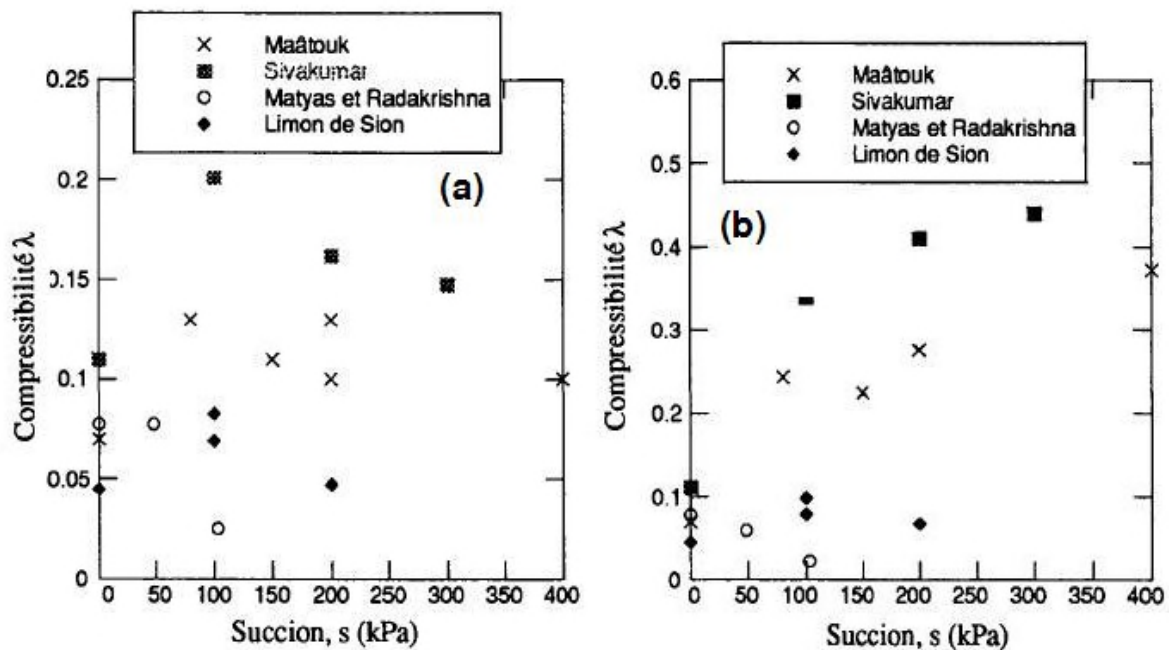 Maâtouk
Sivakumar
Matyas et Radakrishna
Limon de Sion
(a)
0.25
0.2
0.15
0.1
0.05
0
Compressibilité λ
0 50 100 150 200 250 300 350 400
Succion, s (kPa)
Maâtouk
Sivakumar
Matyas et Radakrishna
Limon de Sion
(b)
0.6
0.5
0.4
0.3
0.2
0.1
0
Compressibilité λ
0 50 100 150 200 250 300 350 400
Succion, s (kPa)